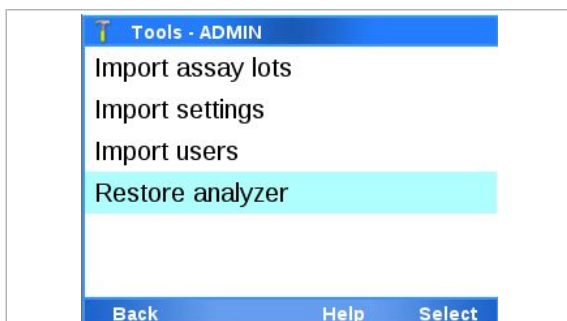 Tools - ADMIN
Import assay lots
Import settings
Import users
Restore analyzer
Back Help Select